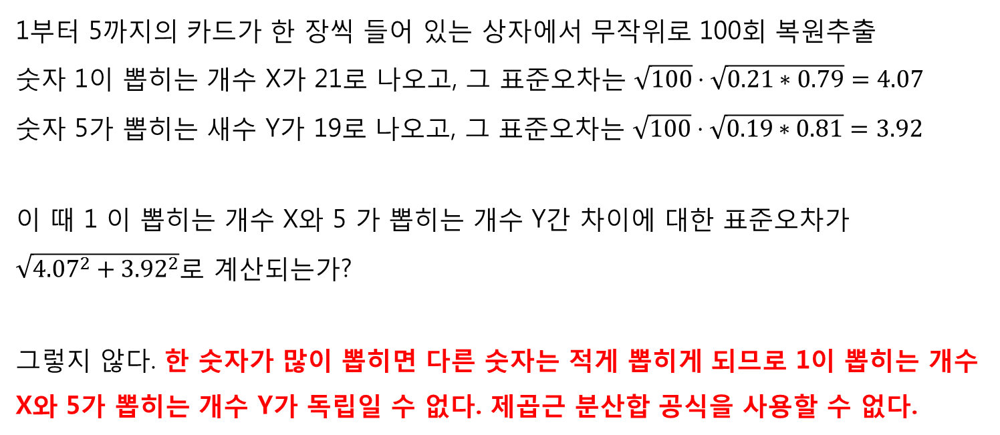 1부터 5까지의 카드가 한 장씩 들어 있는 상자에서 무작위로 100회 복원추출
숫자 1이 뽑히는 개수 X가 21로 나오고, 그 표준오차는 √100 · √0.21 * 0.79 = 4.07
숫자 5가 뽑히는 새수 Y가 19로 나오고, 그 표준오차는 √100 · √0.19 * 0.81 = 3.92
이 때 1 이 뽑히는 개수 X와 5 가 뽑히는 개수 Y간 차이에 대한 표준오차가
√4.07² + 3.92²로 계산되는가?
그렇지 않다. 한 숫자가 많이 뽑히면 다른 숫자는 적게 뽑히게 되므로 1이 뽑히는 개수
X와 5가 뽑히는 개수 Y가 독립일 수 없다. 제곱근 분산합 공식을 사용할 수 없다.